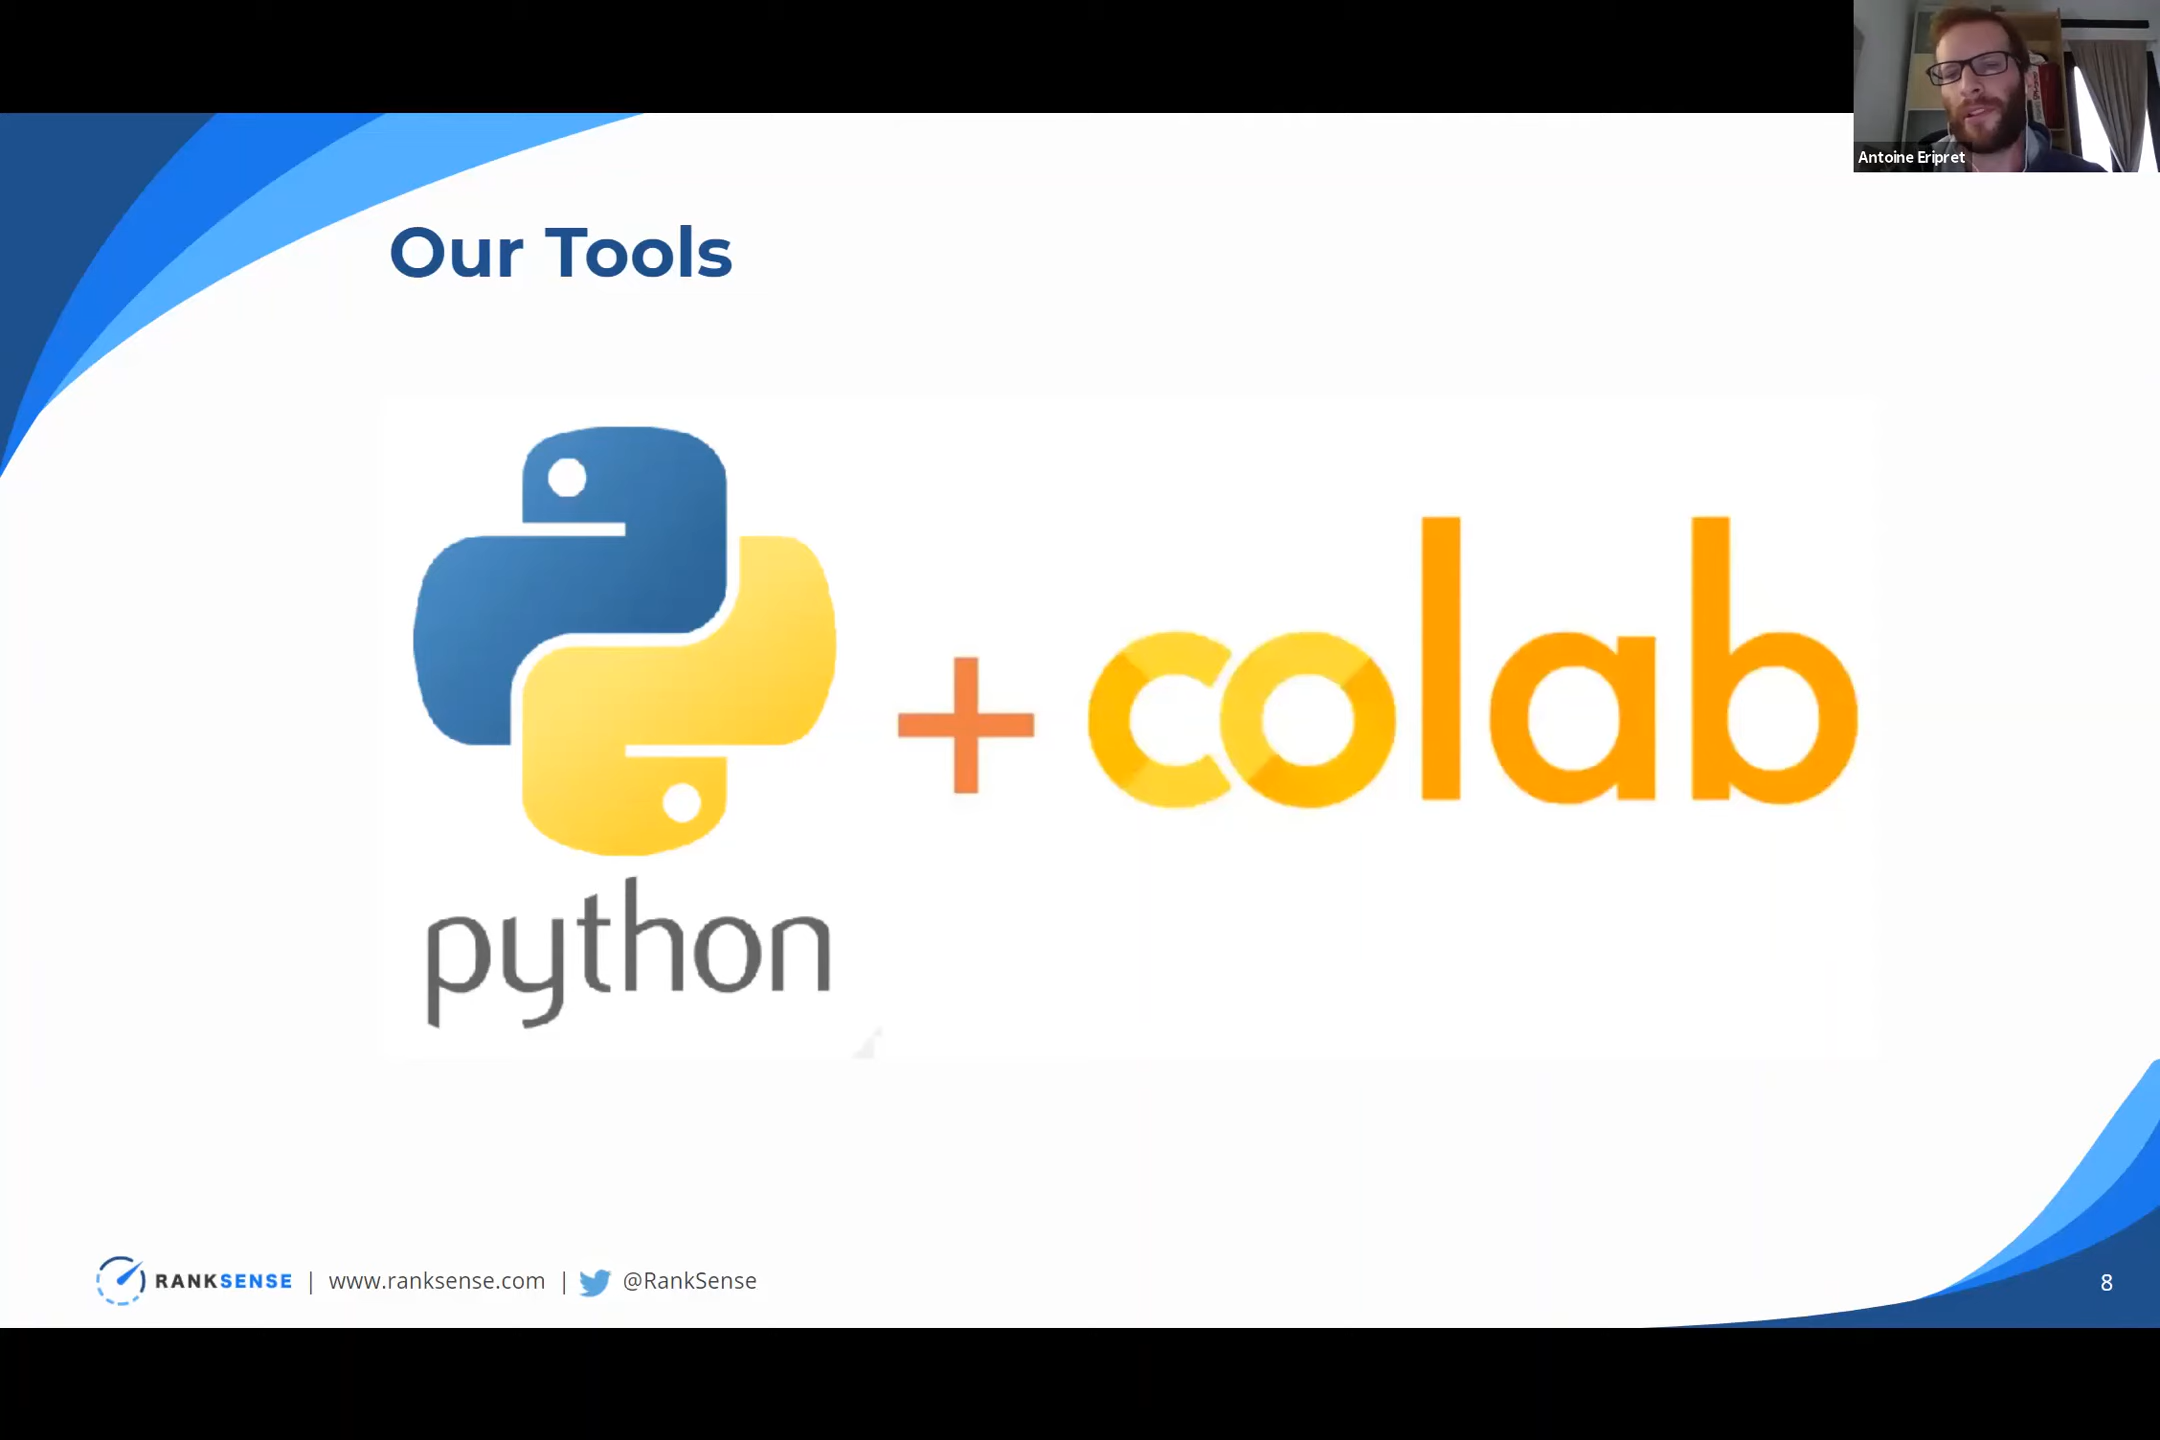 Antoine Eripret
Our Tools
+ colab
python
RANKSENSE | www.ranksense.com | @RankSense
8